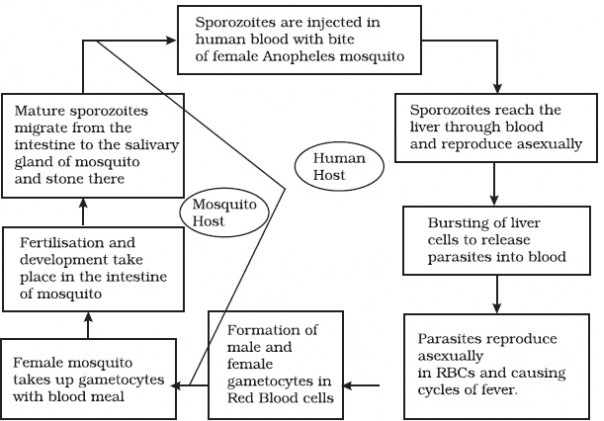 Sporozoites are injected in
human blood with bite
of female Anopheles mosquito
Sporozoites reach the
liver through blood
and reproduce asexually
Bursting of liver
cells to release
parasites into blood
Parasites reproduce
asexually
in RBCs and causing
cycles of fever.
Formation of
male and
female
gametocytes in
Red Blood cells
Female mosquito
takes up gametocytes
with blood meal
Fertilisation and
development take
place in the intestine
of mosquito
Mature sporozoites
migrate from the
intestine to the salivary
gland of mosquito
and stone there
Mosquito
Host
Human
Host